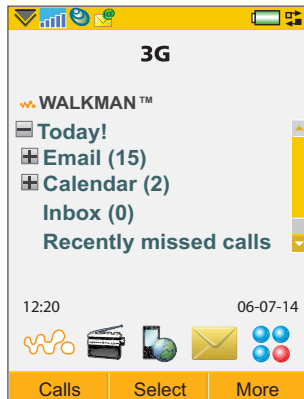 3G
WALKMAN™
Today!
Email (15)
Calendar (2)
Inbox (0)
Recently missed calls
12:20 06-07-14
Calls Select More